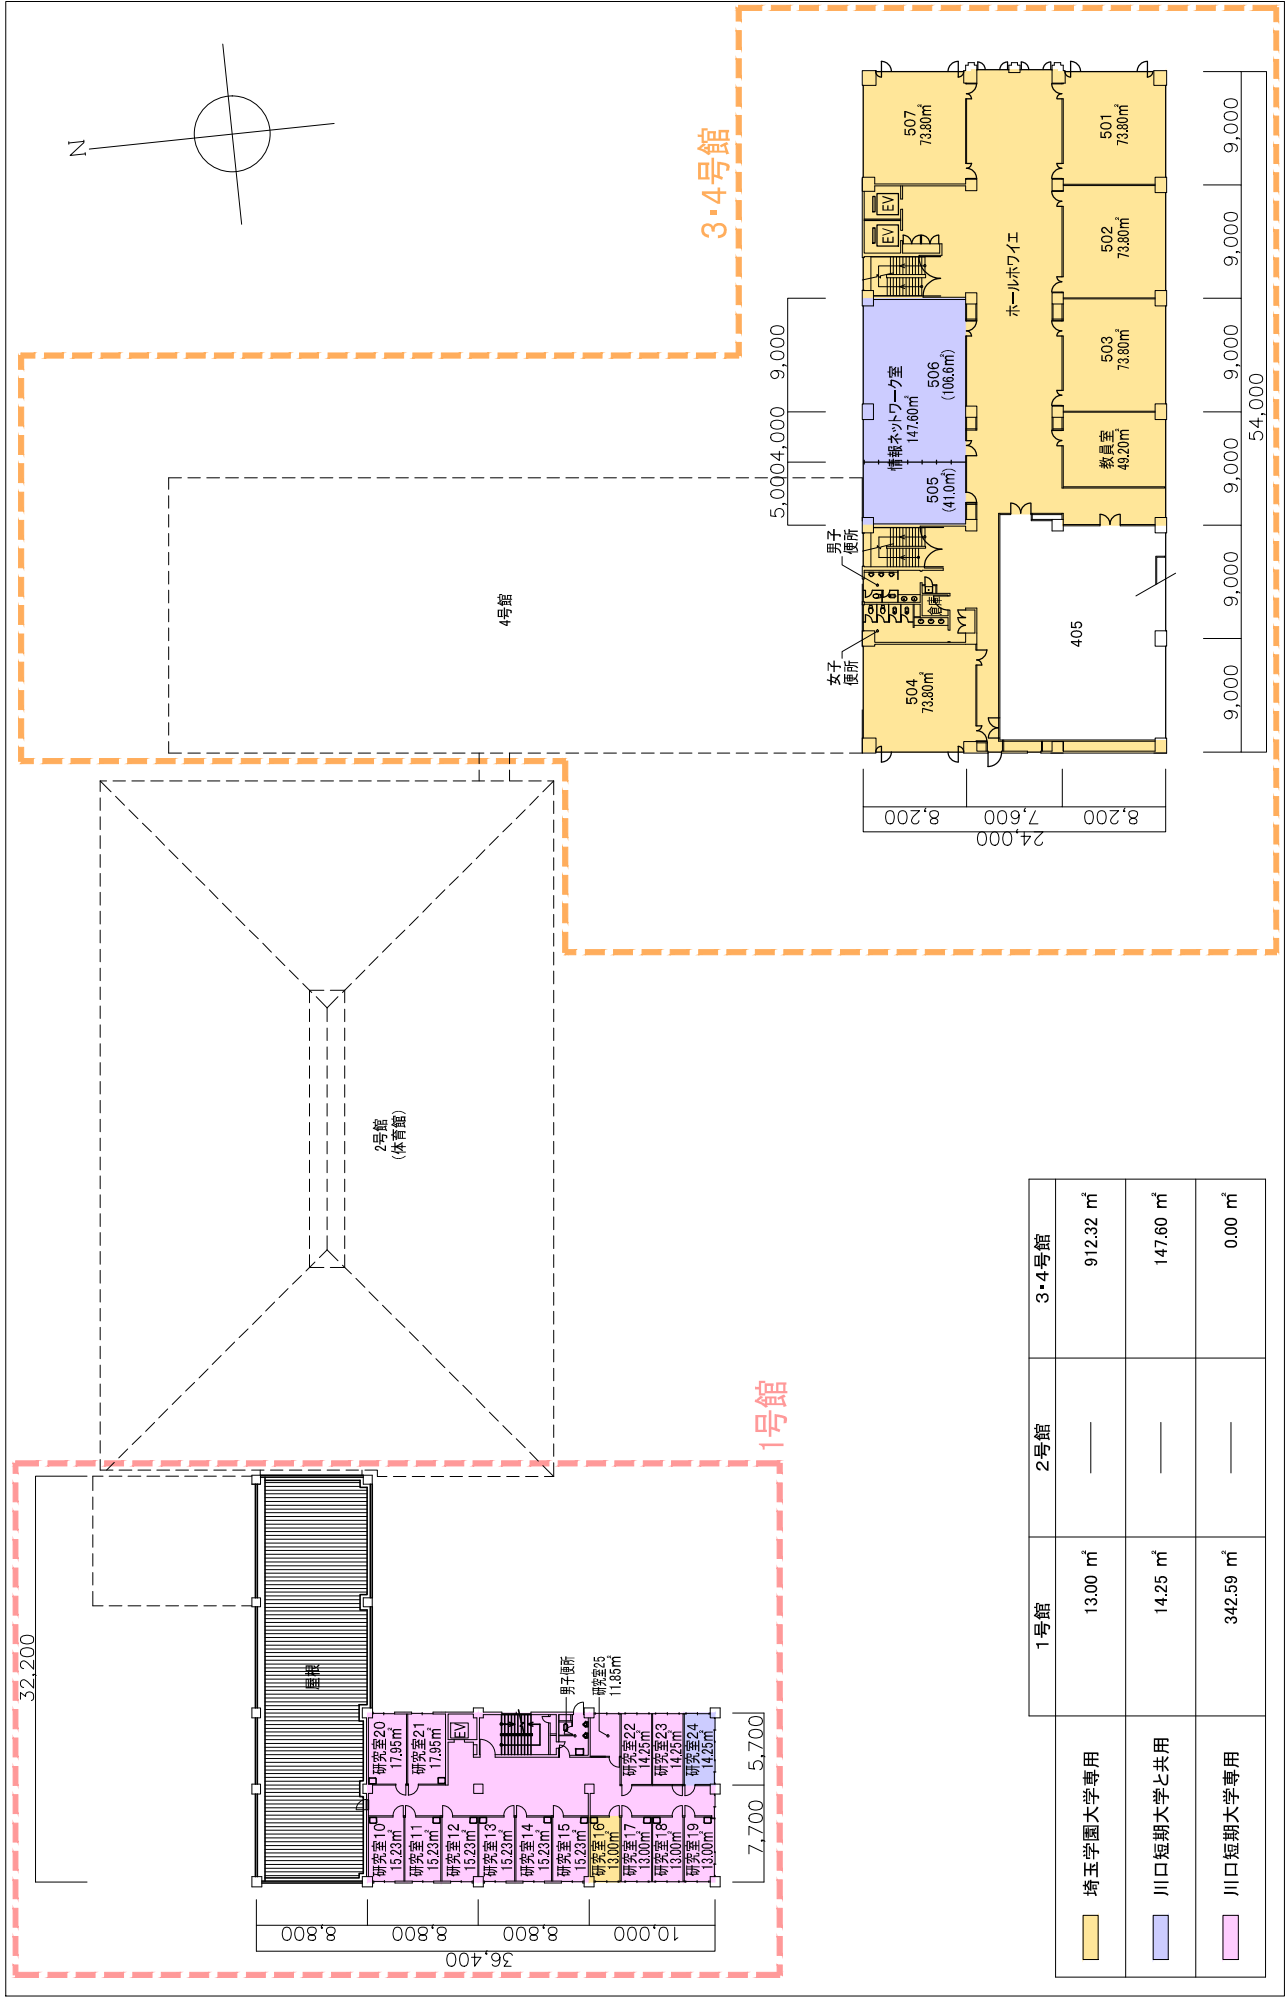 N
3・4号館
507
73.80㎡
501
73.80㎡
EV
EV
502
73.80㎡
ホールホワイエ
503
73.80㎡
情報ネットワーク室
147.60㎡
506
(106.6㎡)
505
(41.0㎡)
教員室
49.20㎡
男子
便所
女子
便所
倉庫
504
73.80㎡
405
4号館
9,000
4,000
5,000
9,000
9,000
9,000
9,000
9,000
9,000
54,000
8,200
7,600
8,200
24,000
2号館
(体育館)
1号館
32,200
屋根
研究室20
17.95㎡
研究室21
17.95㎡
EV
男子便所
研究室25
11.85㎡
研究室22
14.25㎡
研究室23
14.25㎡
研究室24
14.25㎡
研究室10
15.23㎡
研究室11
15.23㎡
研究室12
15.23㎡
研究室13
15.23㎡
研究室14
15.23㎡
研究室15
15.23㎡
研究室16
13.00㎡
研究室17
13.00㎡
研究室18
13.00㎡
研究室19
13.00㎡
5,700
7,700
8,800
8,800
8,800
10,000
36,400
1号館 2号館 3・4号館
埼玉学園大学専用 13.00 ㎡ —— 912.32 ㎡
川口短期大学と共用 14.25 ㎡ —— 147.60 ㎡
川口短期大学専用 342.59 ㎡ —— 0.00 ㎡